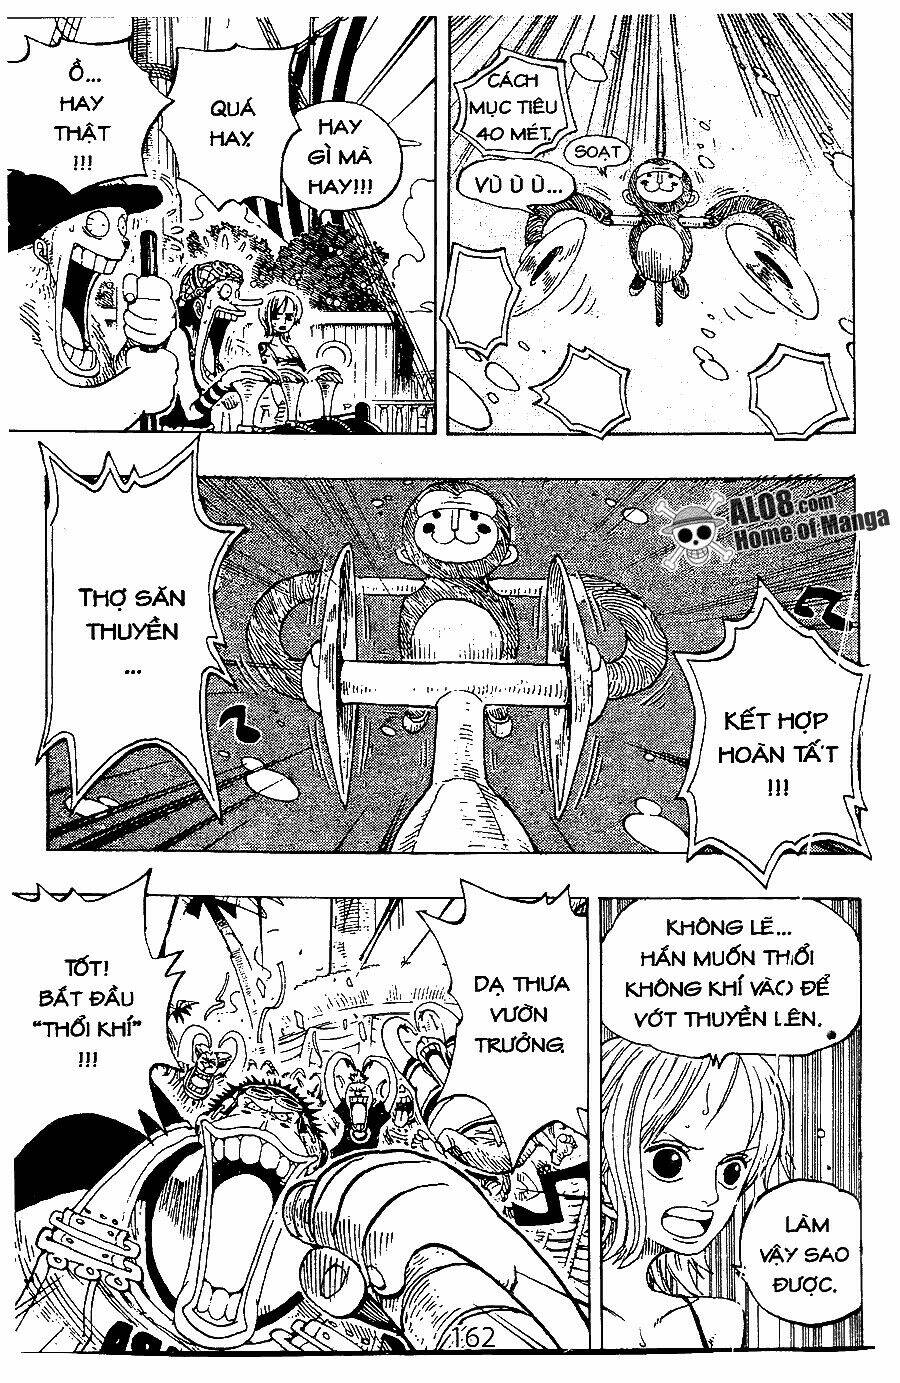 Ồ...
HAY
THẬT
!!!
QUÁ
HAY.
HAY
GÌ MÀ
HAY!!!
CÁCH
MỤC TIÊU
40 MÉT.
SOẠT
VÙ Ù Ù...
THỢ SĂN
THUYỀN
...
ALO8.com
Home of Manga
KẾT HỢP
HOÀN TẤT
!!!
TỐT!
BẮT ĐẦU
"THỔI KHÍ"
!!!
DẠ THƯA
VƯỜN
TRƯỞNG.
KHÔNG LẼ...
HẮN MUỐN THỔI
KHÔNG KHÍ VÀO ĐỂ
VỚT THUYỀN LÊN.
LÀM
VẬY SAO
ĐƯỢC.
162